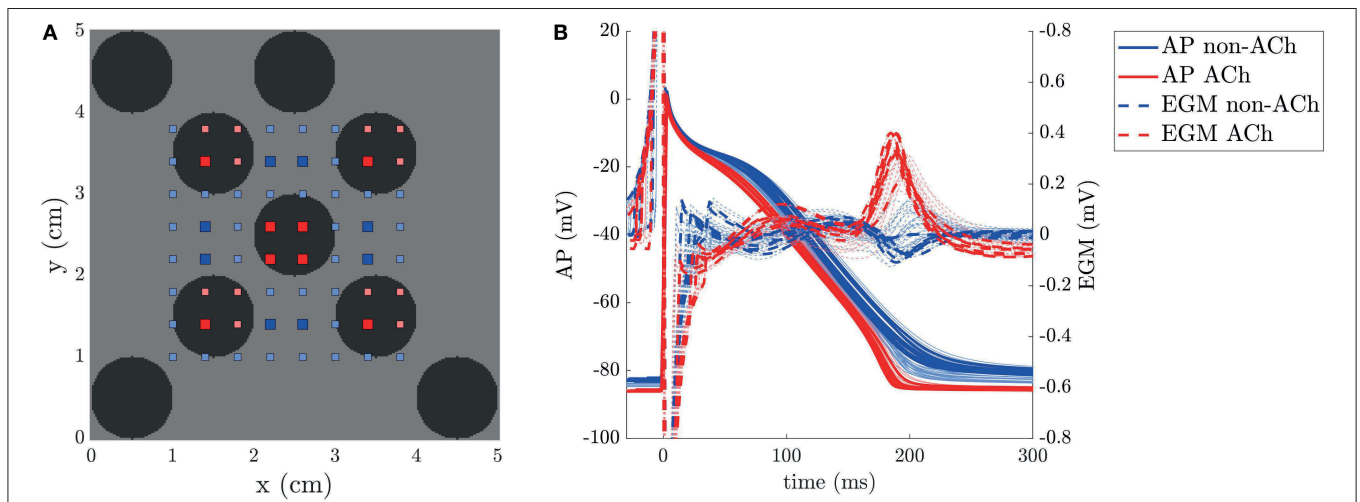 A
5
4
3
2
1
0
y (cm)
0 1 2 3 4 5
x (cm)
B
20
0
-20
-40
-60
-80
-100
AP (mV)
-0.8
0.6
0.4
0.2
0
-0.2
-0.4
-0.6
-0.8
EGM (mV)
0 100 200 300
time (ms)
AP non-ACh
AP ACh
EGM non-ACh
EGM ACh